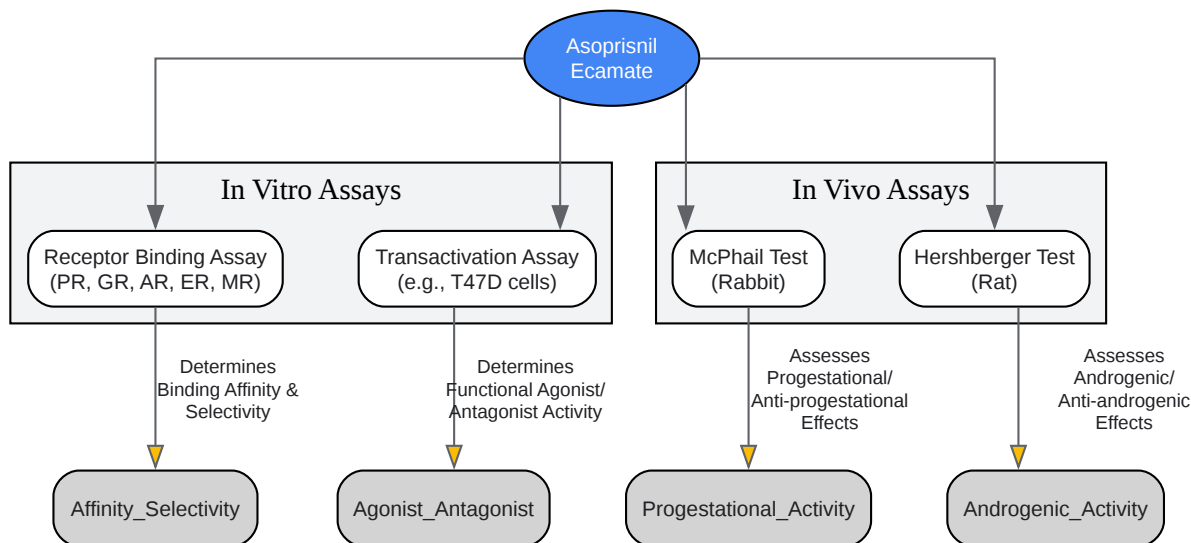 Asoprisnil
Ecamate
In Vitro Assays
In Vivo Assays
Receptor Binding Assay
(PR, GR, AR, ER, MR)
Transactivation Assay
(e.g., T47D cells)
McPhail Test
(Rabbit)
Hershberger Test
(Rat)
Determines
Binding Affinity &
Selectivity
Determines
Functional Agonist/
Antagonist Activity
Assesses
Progestational/
Anti-progestational
Effects
Assesses
Androgenic/
Anti-androgenic
Effects
Affinity_Selectivity
Agonist_Antagonist
Progestational_Activity
Androgenic_Activity